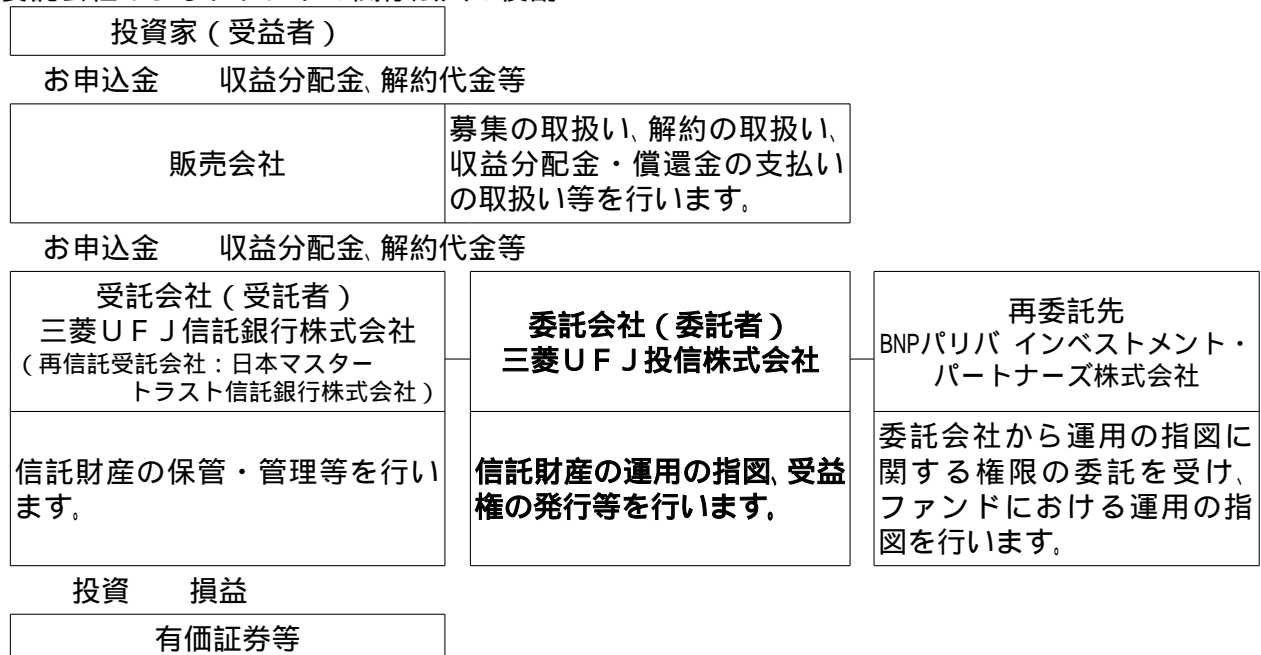 投資家（受益者）
お申込金　　収益分配金、解約代金等
販売会社
募集の取扱い、解約の取扱い、
収益分配金・償還金の支払い
の取扱い等を行います。
お申込金　　収益分配金、解約代金等
受託会社（受託者）
三菱ＵＦＪ信託銀行株式会社
（再信託受託会社：日本マスター
トラスト信託銀行株式会社）
委託会社（委託者）
三菱ＵＦＪ投信株式会社
再委託先
BNPパリバ インベストメント・
パートナーズ株式会社
信託財産の保管・管理等を行い
ます。
信託財産の運用の指図、受益
権の発行等を行います。
委託会社から運用の指図に
関する権限の委託を受け、
ファンドにおける運用の指
図を行います。
投資　　損益
有価証券等